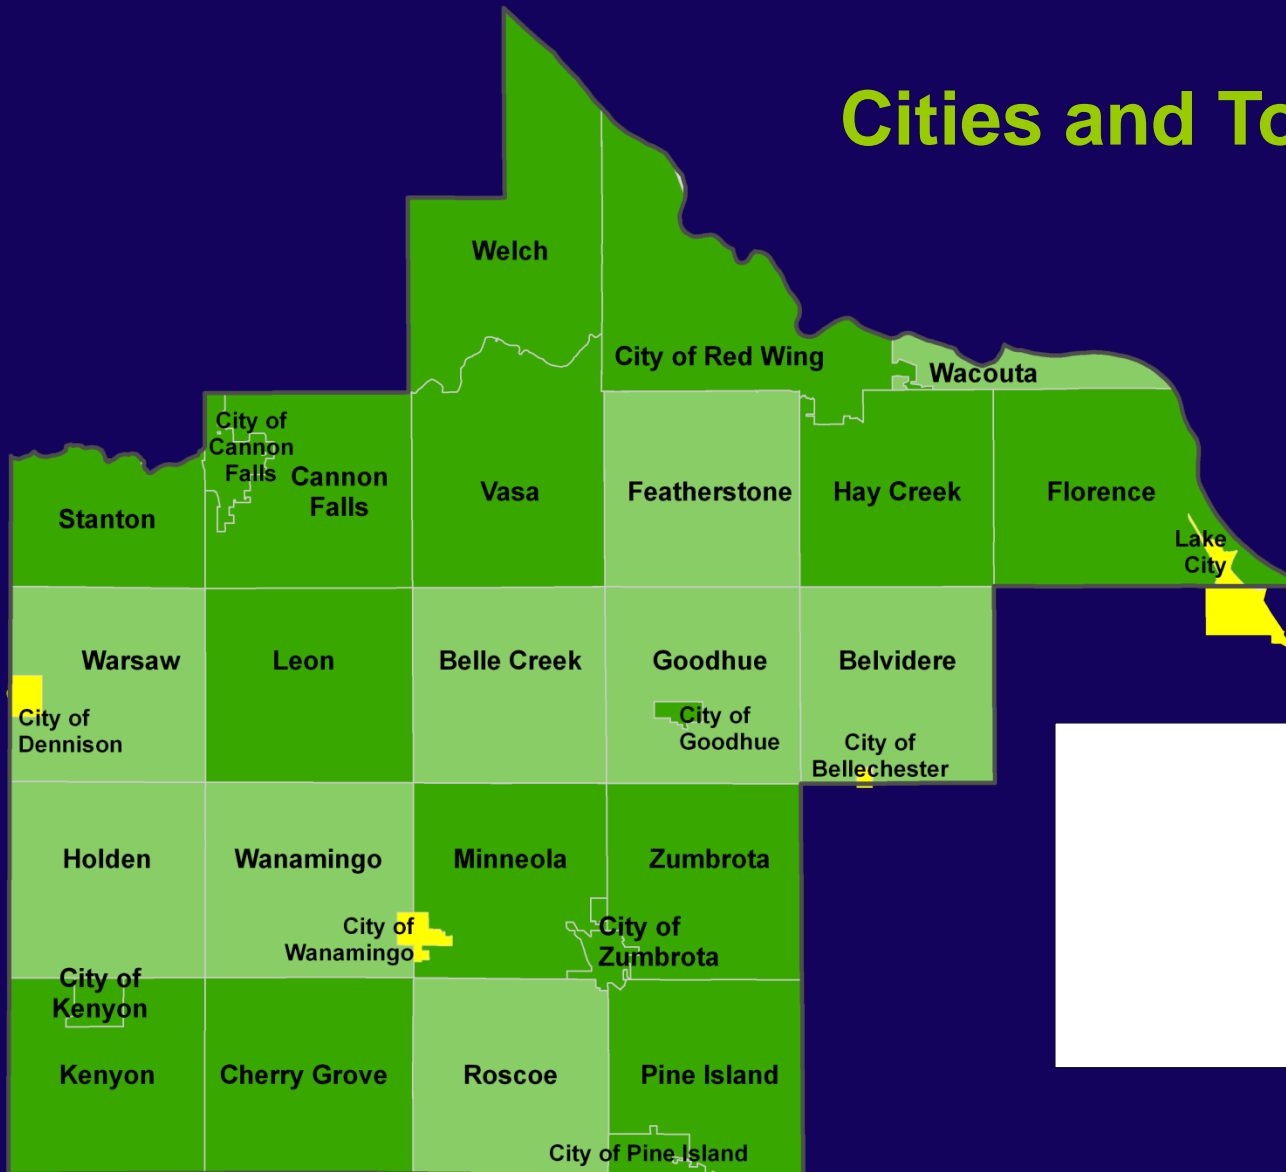 Cities and To
Welch
City of Red Wing
Wacouta
City of
Cannon
Falls
Cannon
Falls
Stanton
Vasa
Featherstone
Hay Creek
Florence
Lake
City
Warsaw
Leon
Belle Creek
Goodhue
Belvidere
City of
Dennison
City of
Goodhue
City of
Bellechester
Holden
Wanamingo
Minneola
Zumbrota
City of
Wanamingo
City of
Zumbrota
City of
Kenyon
Kenyon
Cherry Grove
Roscoe
Pine Island
City of Pine Island